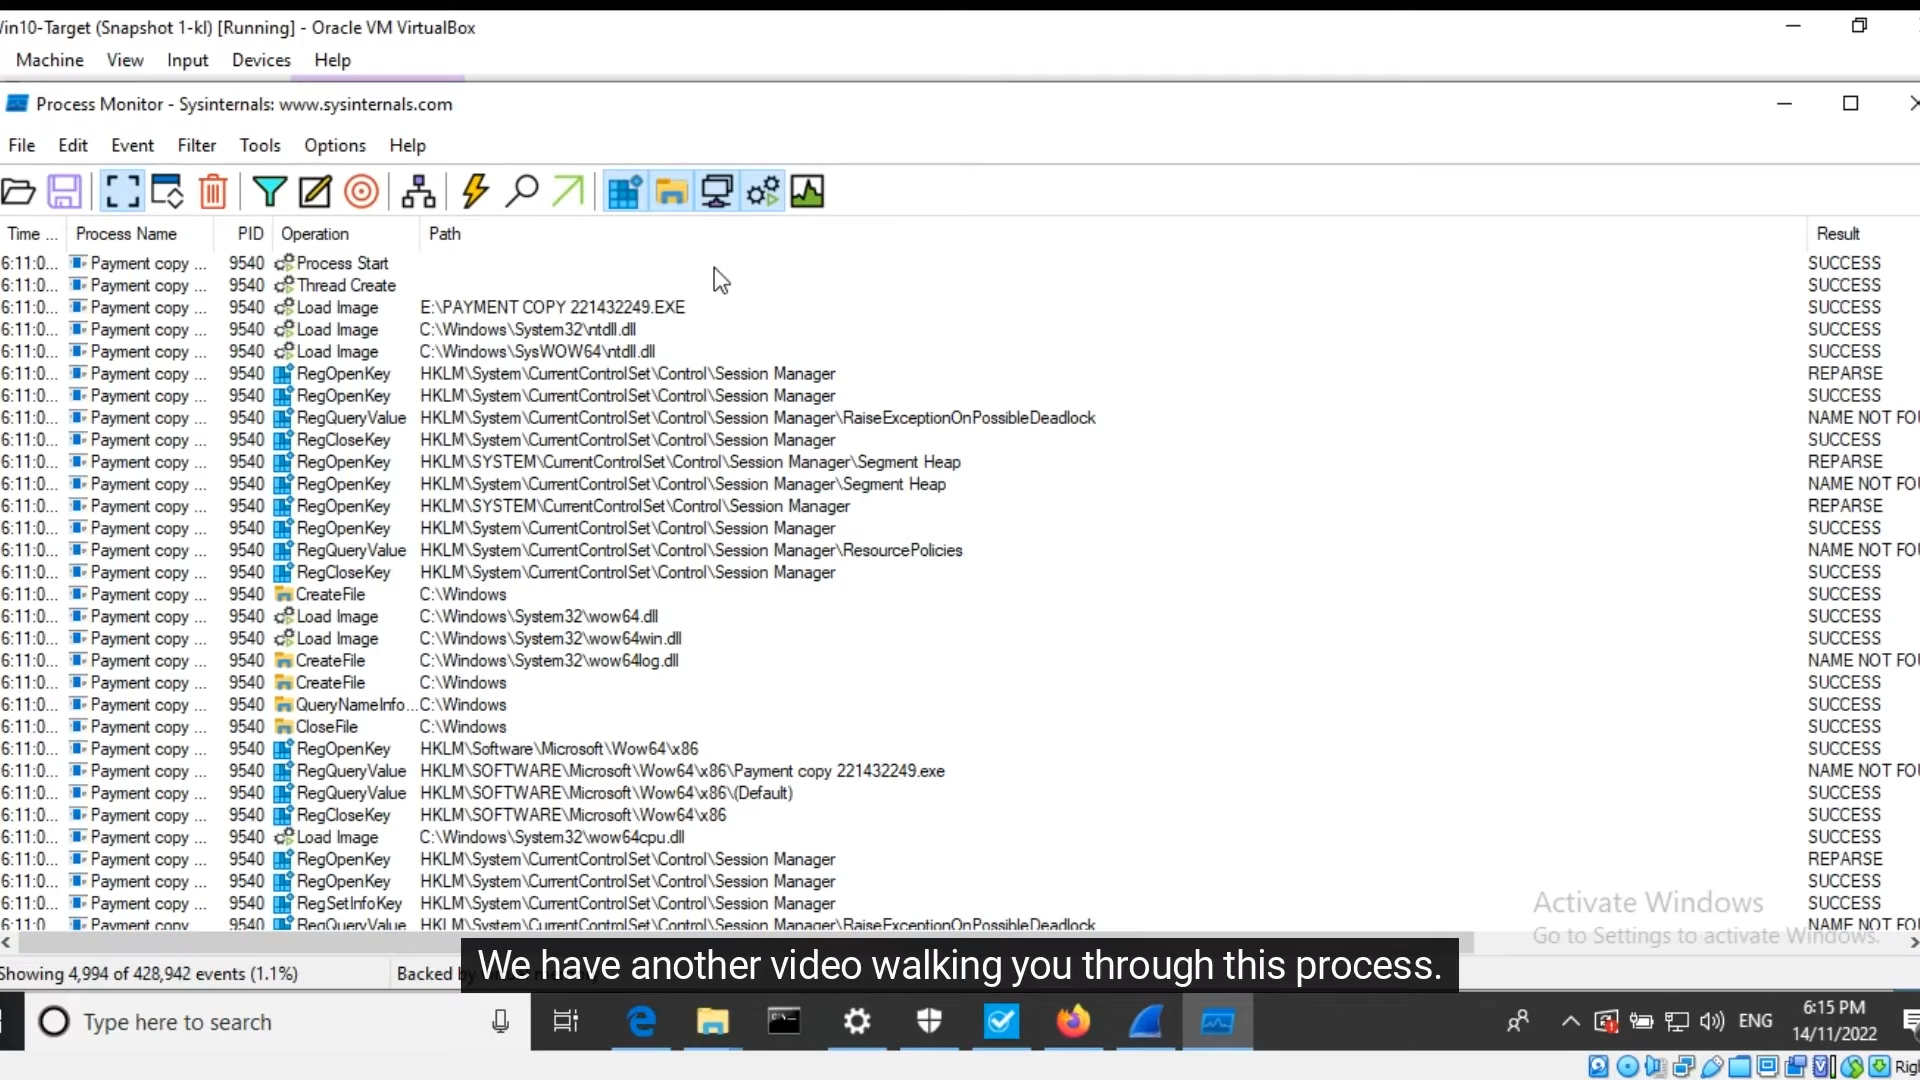 Win10-Target (Snapshot 1-kl) [Running] - Oracle VM VirtualBox
Machine View Input Devices Help
Process Monitor - Sysinternals: www.sysinternals.com
File Edit Event Filter Tools Options Help
Time ... Process Name PID Operation Path Result
6:11:0... Payment copy ... 9540 Process Start SUCCESS
6:11:0... Payment copy ... 9540 Thread Create SUCCESS
6:11:0... Payment copy ... 9540 Load Image E:\PAYMENT COPY 221432249.EXE SUCCESS
6:11:0... Payment copy ... 9540 Load Image C:\Windows\System32\ntdll.dll SUCCESS
6:11:0... Payment copy ... 9540 Load Image C:\Windows\SysWOW64\ntdll.dll SUCCESS
6:11:0... Payment copy ... 9540 RegOpenKey HKLM\System\CurrentControlSet\Control\Session Manager REPARSE
6:11:0... Payment copy ... 9540 RegOpenKey HKLM\System\CurrentControlSet\Control\Session Manager SUCCESS
6:11:0... Payment copy ... 9540 RegQueryValue HKLM\System\CurrentControlSet\Control\Session Manager\RaiseExceptionOnPossibleDeadlock NAME NOT FOU
6:11:0... Payment copy ... 9540 RegCloseKey HKLM\System\CurrentControlSet\Control\Session Manager SUCCESS
6:11:0... Payment copy ... 9540 RegOpenKey HKLM\SYSTEM\CurrentControlSet\Control\Session Manager\Segment Heap REPARSE
6:11:0... Payment copy ... 9540 RegOpenKey HKLM\System\CurrentControlSet\Control\Session Manager\Segment Heap NAME NOT FOU
6:11:0... Payment copy ... 9540 RegOpenKey HKLM\SYSTEM\CurrentControlSet\Control\Session Manager REPARSE
6:11:0... Payment copy ... 9540 RegOpenKey HKLM\System\CurrentControlSet\Control\Session Manager SUCCESS
6:11:0... Payment copy ... 9540 RegQueryValue HKLM\System\CurrentControlSet\Control\Session Manager\ResourcePolicies NAME NOT FOU
6:11:0... Payment copy ... 9540 RegCloseKey HKLM\System\CurrentControlSet\Control\Session Manager SUCCESS
6:11:0... Payment copy ... 9540 CreateFile C:\Windows SUCCESS
6:11:0... Payment copy ... 9540 Load Image C:\Windows\System32\wow64.dll SUCCESS
6:11:0... Payment copy ... 9540 Load Image C:\Windows\System32\wow64win.dll SUCCESS
6:11:0... Payment copy ... 9540 CreateFile C:\Windows\System32\wow64log.dll NAME NOT FOU
6:11:0... Payment copy ... 9540 CreateFile C:\Windows SUCCESS
6:11:0... Payment copy ... 9540 QueryNameInfo... C:\Windows SUCCESS
6:11:0... Payment copy ... 9540 CloseFile C:\Windows SUCCESS
6:11:0... Payment copy ... 9540 RegOpenKey HKLM\Software\Microsoft\Wow64\x86 SUCCESS
6:11:0... Payment copy ... 9540 RegQueryValue HKLM\SOFTWARE\Microsoft\Wow64\x86\Payment copy 221432249.exe NAME NOT FOU
6:11:0... Payment copy ... 9540 RegQueryValue HKLM\SOFTWARE\Microsoft\Wow64\x86\(Default) SUCCESS
6:11:0... Payment copy ... 9540 RegCloseKey HKLM\SOFTWARE\Microsoft\Wow64\x86 SUCCESS
6:11:0... Payment copy ... 9540 Load Image C:\Windows\System32\wow64cpu.dll SUCCESS
6:11:0... Payment copy ... 9540 RegOpenKey HKLM\System\CurrentControlSet\Control\Session Manager REPARSE
6:11:0... Payment copy ... 9540 RegOpenKey HKLM\System\CurrentControlSet\Control\Session Manager SUCCESS
6:11:0... Payment copy ... 9540 RegSetInfoKey HKLM\System\CurrentControlSet\Control\Session Manager SUCCESS
6:11:0 Payment copy ... 9540 RegQueryValue HKLM\System\CurrentControlSet\Control\Session Manager\RaiseExceptionOnPossibleDeadlock NAME NOT FOU
Activate Windows
Go to Settings to activate Windows.
Showing 4,994 of 428,942 events (1.1%) Backed
We have another video walking you through this process.
Type here to search ENG 6:15 PM
14/11/2022
Righ